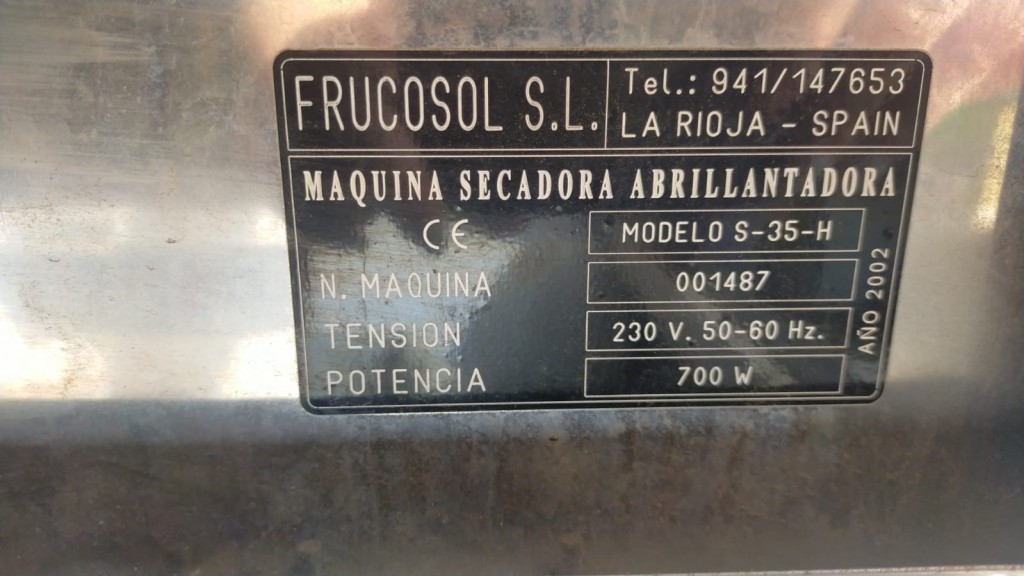 FRUCOSOL S.L.
Tel.: 941/147653
LA RIOJA - SPAIN
MAQUINA SECADORA ABRILLANTADORA
CE MODELO S-35-H
N. MAQUINA 001487
TENSION 230 V. 50-60 Hz.
POTENCIA 700 W
AÑO 2002